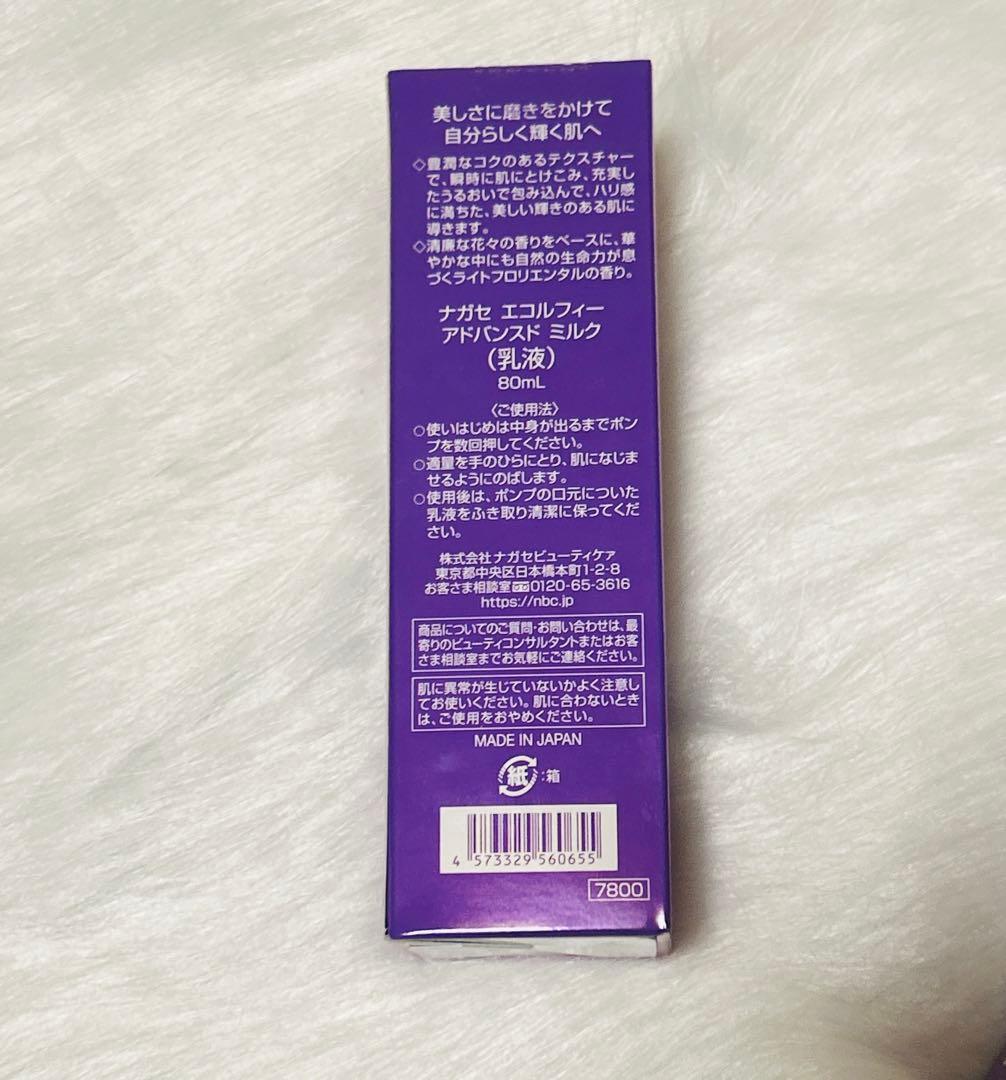 美しさに磨きをかけて
自分らしく輝く肌へ
◇豊潤なコクのあるテクスチャー
で、瞬時に肌にとけこみ、充実し
たうるおいで包み込んで、ハリ感
に満ちた、美しい輝きのある肌に
導きます。
◇清廉な花々の香りをベースに、華
やかな中にも自然の生命力が息
づくライトフロリエンタルの香り。
ナガセ エコルフィー
アドバンスド ミルク
（乳液）
80mL
〈ご使用法〉
○使いはじめは中身が出るまでポン
プを数回押してください。
○適量を手のひらにとり、肌になじま
せるようにのばします。
○使用後は、ポンプの口元についた
乳液をふき取り清潔に保ってくだ
さい。
株式会社ナガセビューティケァ
東京都中央区日本橋本町1-2-8
お客さま相談室0120-65-3616
https://nbc.jp
商品についてのご質問・お問い合わせは、最
寄りのビューティコンサルタントまたはお客
さま相談室までお気軽にご連絡ください。
肌に異常が生じていないかよく注意し
てお使いください。肌に合わないとき
は、ご使用をおやめください。
MADE IN JAPAN
紙:箱
4 573329 560655
7800